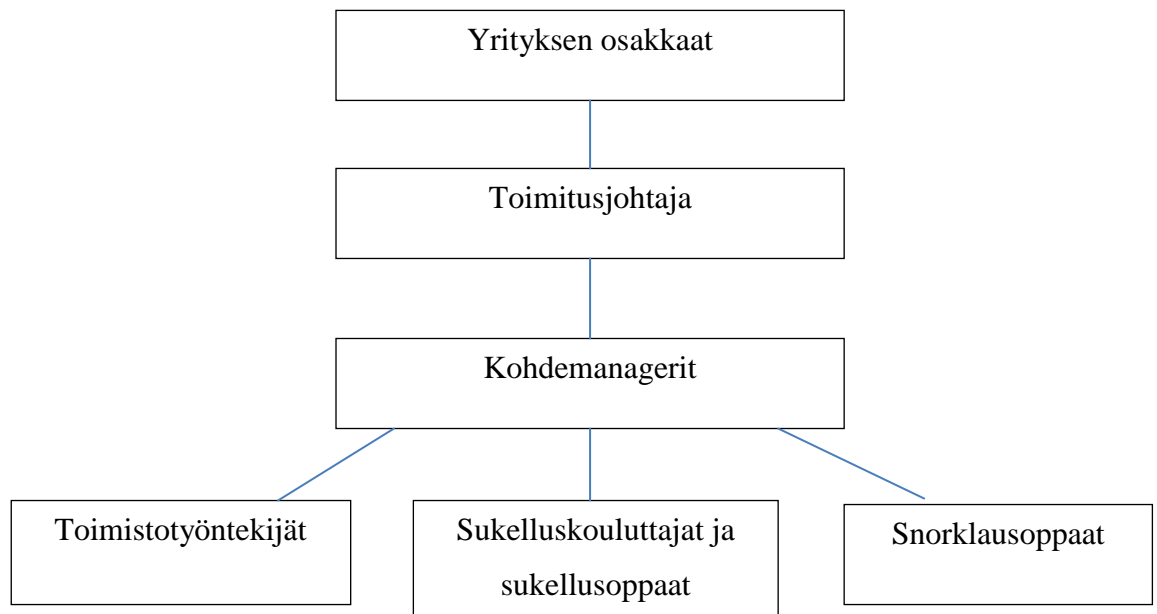 Yrityksen osakkaat
Toimitusjohtaja
Kohdemanagerit
Toimistotyöntekijät
Sukelluskouluttajat ja
sukellusoppaat
Snorklausoppaat